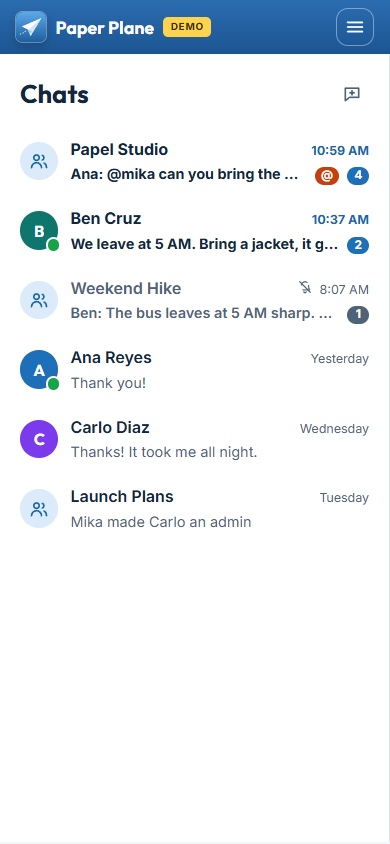 Paper Plane DEMO
Chats
Papel Studio 10:59 AM
Ana: @mika can you bring the ... @ 4
B Ben Cruz 10:37 AM
We leave at 5 AM. Bring a jacket, it g... 2
Weekend Hike 8:07 AM
Ben: The bus leaves at 5 AM sharp. ... 1
A Ana Reyes Yesterday
Thank you!
C Carlo Diaz Wednesday
Thanks! It took me all night.
Launch Plans Tuesday
Mika made Carlo an admin